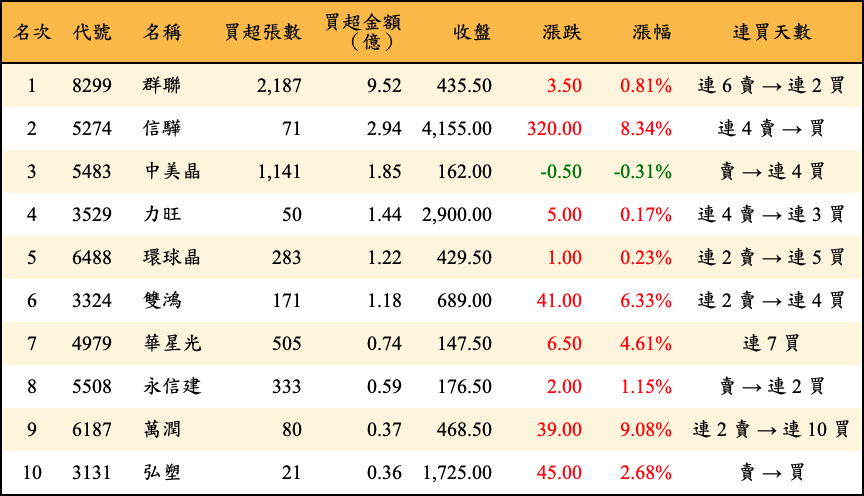 名次 代號 名稱 買超張數 買超金額（億） 收盤 漲跌 漲幅 連買天數
1 8299 群聯 2,187 9.52 435.50 3.50 0.81% 連 6 賣 → 連 2 買
2 5274 信驊 71 2.94 4,155.00 320.00 8.34% 連 4 賣 → 買
3 5483 中美晶 1,141 1.85 162.00 -0.50 -0.31% 賣 → 連 4 買
4 3529 力旺 50 1.44 2,900.00 5.00 0.17% 連 4 賣 → 連 3 買
5 6488 環球晶 283 1.22 429.50 1.00 0.23% 連 2 賣 → 連 5 買
6 3324 雙鴻 171 1.18 689.00 41.00 6.33% 連 2 賣 → 連 4 買
7 4979 華星光 505 0.74 147.50 6.50 4.61% 連 7 買
8 5508 永信建 333 0.59 176.50 2.00 1.15% 賣 → 連 2 買
9 6187 萬潤 80 0.37 468.50 39.00 9.08% 連 2 賣 → 連 10 買
10 3131 弘塑 21 0.36 1,725.00 45.00 2.68% 賣 → 買